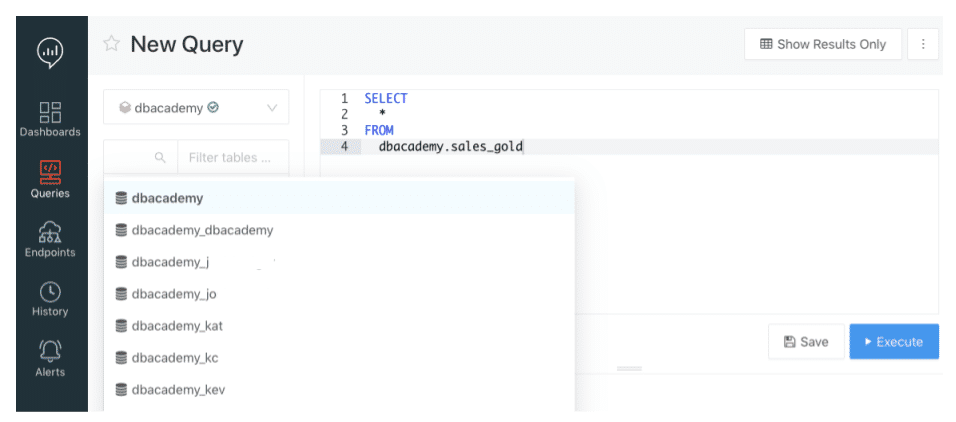 New Query
Show Results Only
Dashboards
Queries
Endpoints
History
Alerts
dbacademy
Filter tables ...
dbacademy
dbacademy_dbacademy
dbacademy_j
dbacademy_jo
dbacademy_kat
dbacademy_kc
dbacademy_kev
1 SELECT
2 *
3 FROM
4 dbacademy.sales_gold
Save
Execute